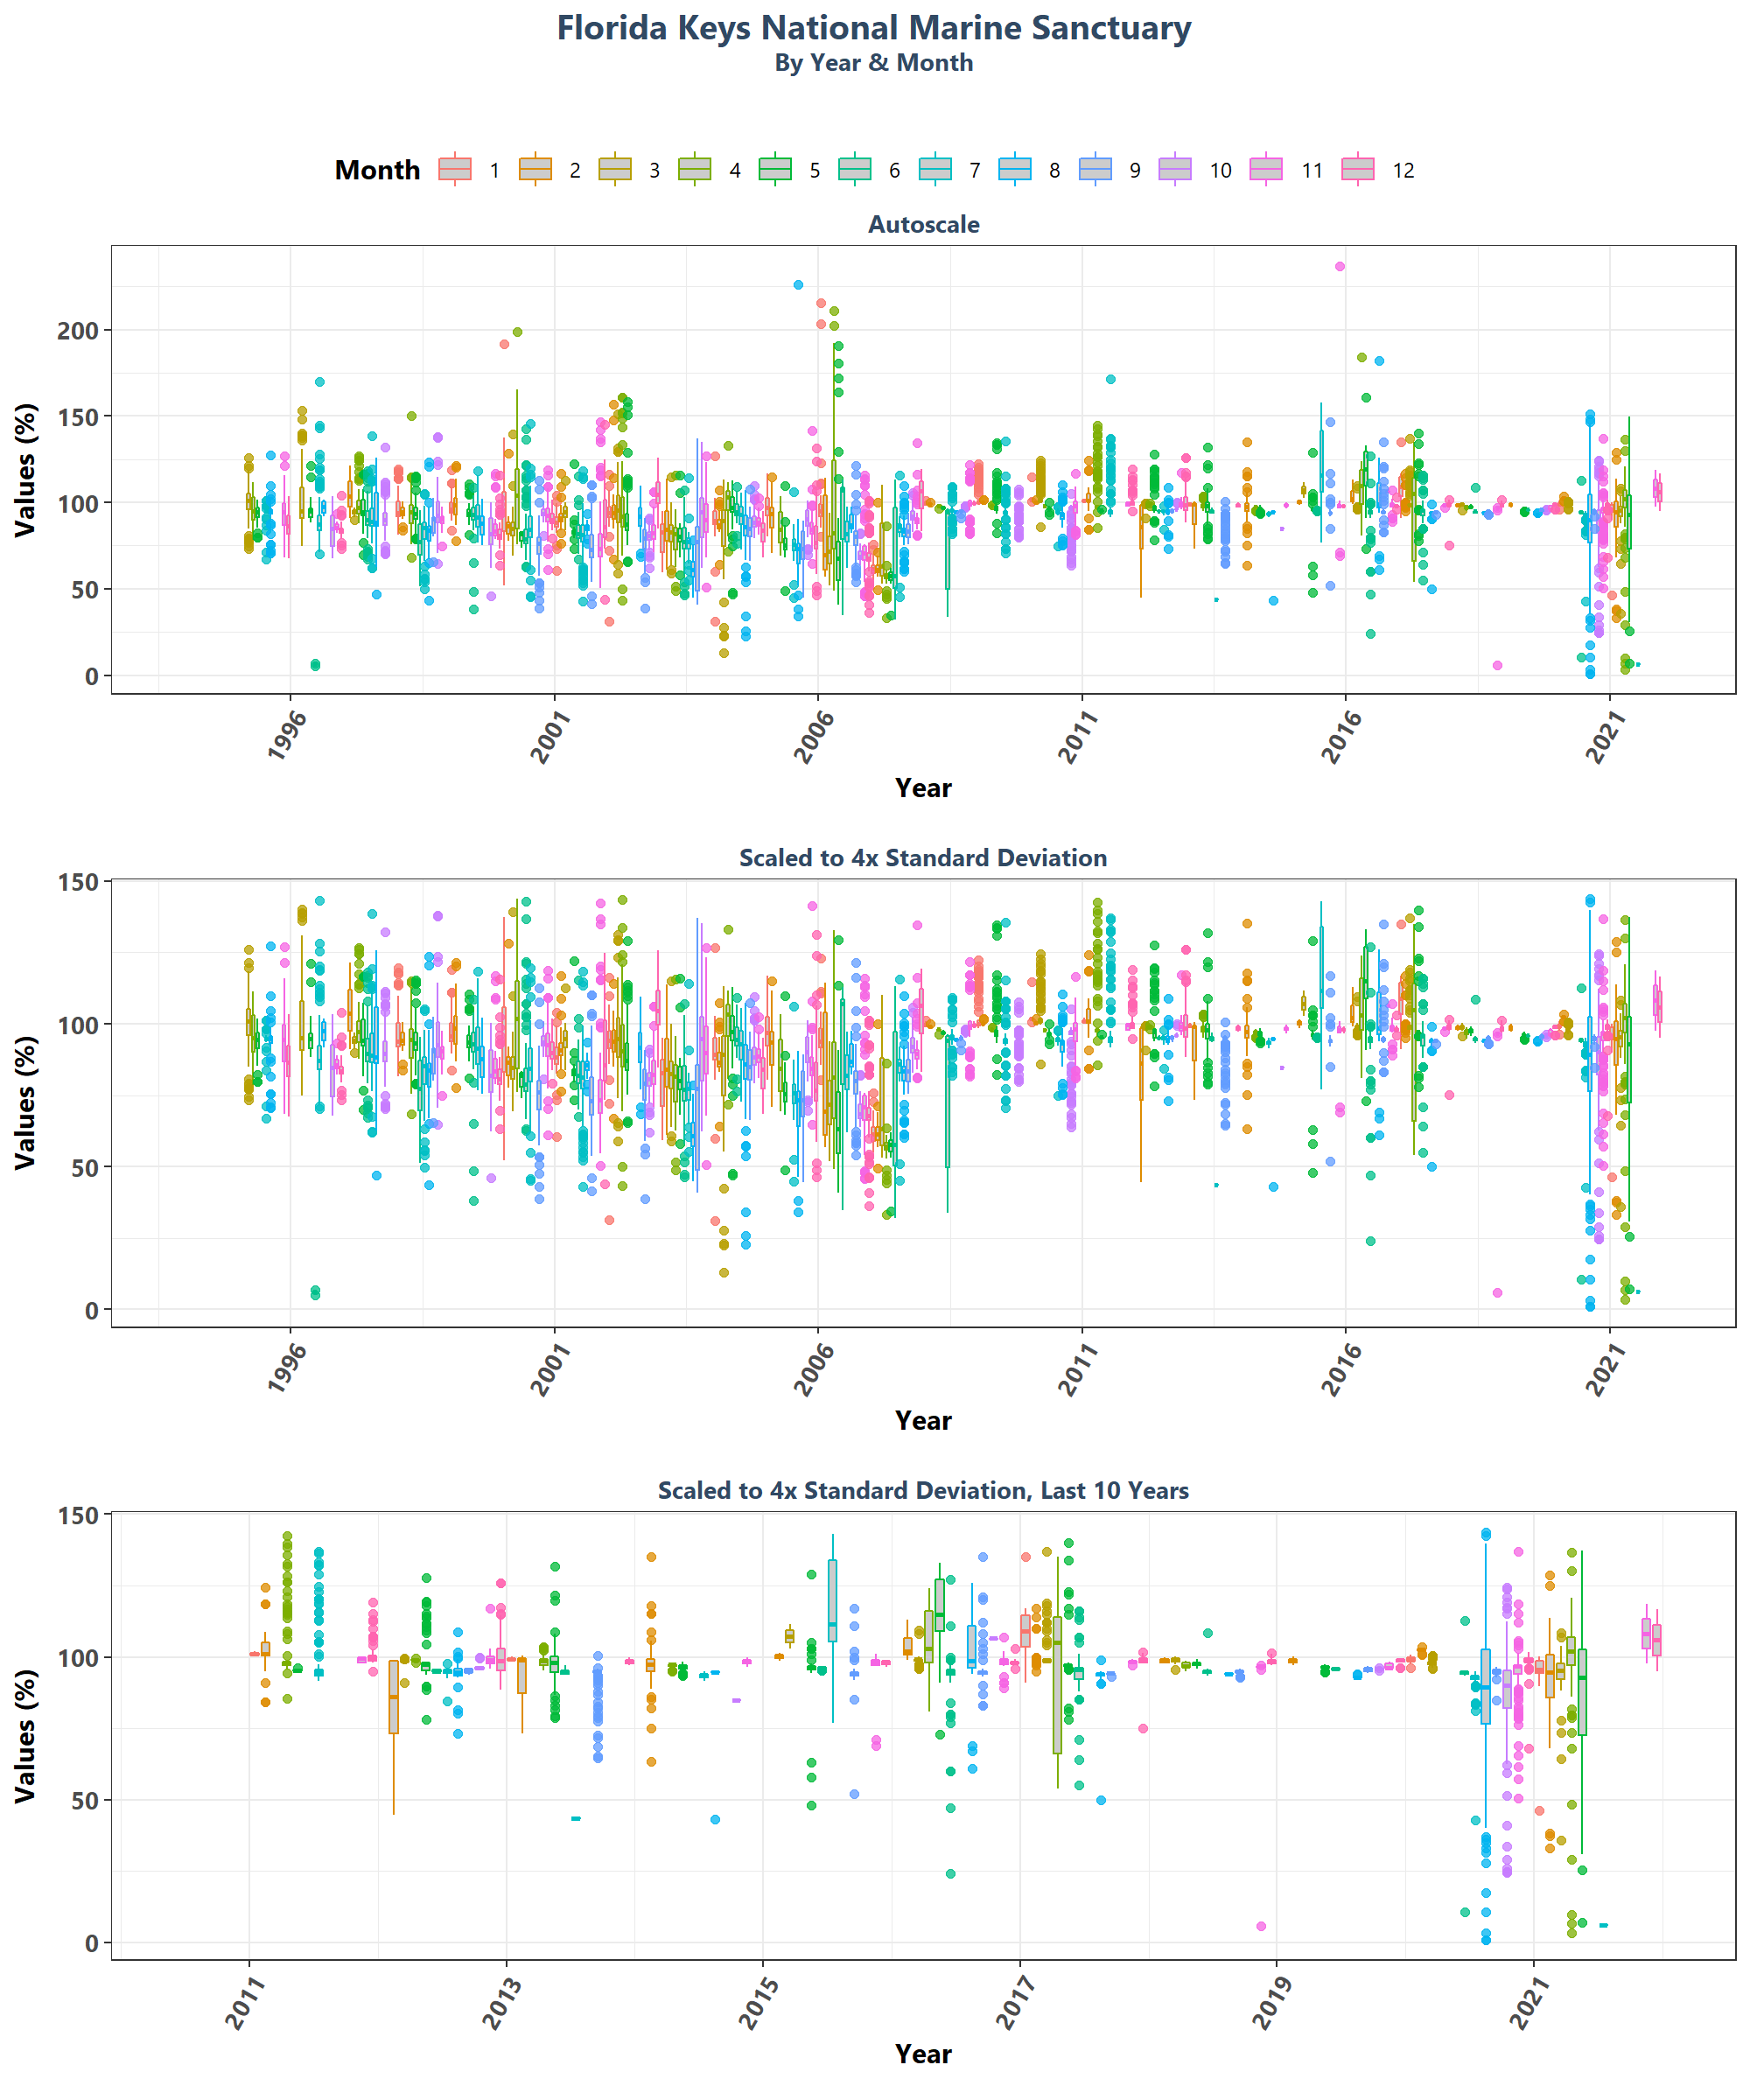 Florida Keys National Marine Sanctuary
By Year & Month
Month 1 2 3 4 5 6 7 8 9 10 11 12
Autoscale
Values (%)
200
150
100
50
0
1996 2001 2006 2011 2016 2021
Year
Scaled to 4x Standard Deviation
Values (%)
150
100
50
0
1996 2001 2006 2011 2016 2021
Year
Scaled to 4x Standard Deviation, Last 10 Years
Values (%)
150
100
50
0
2011 2013 2015 2017 2019 2021
Year